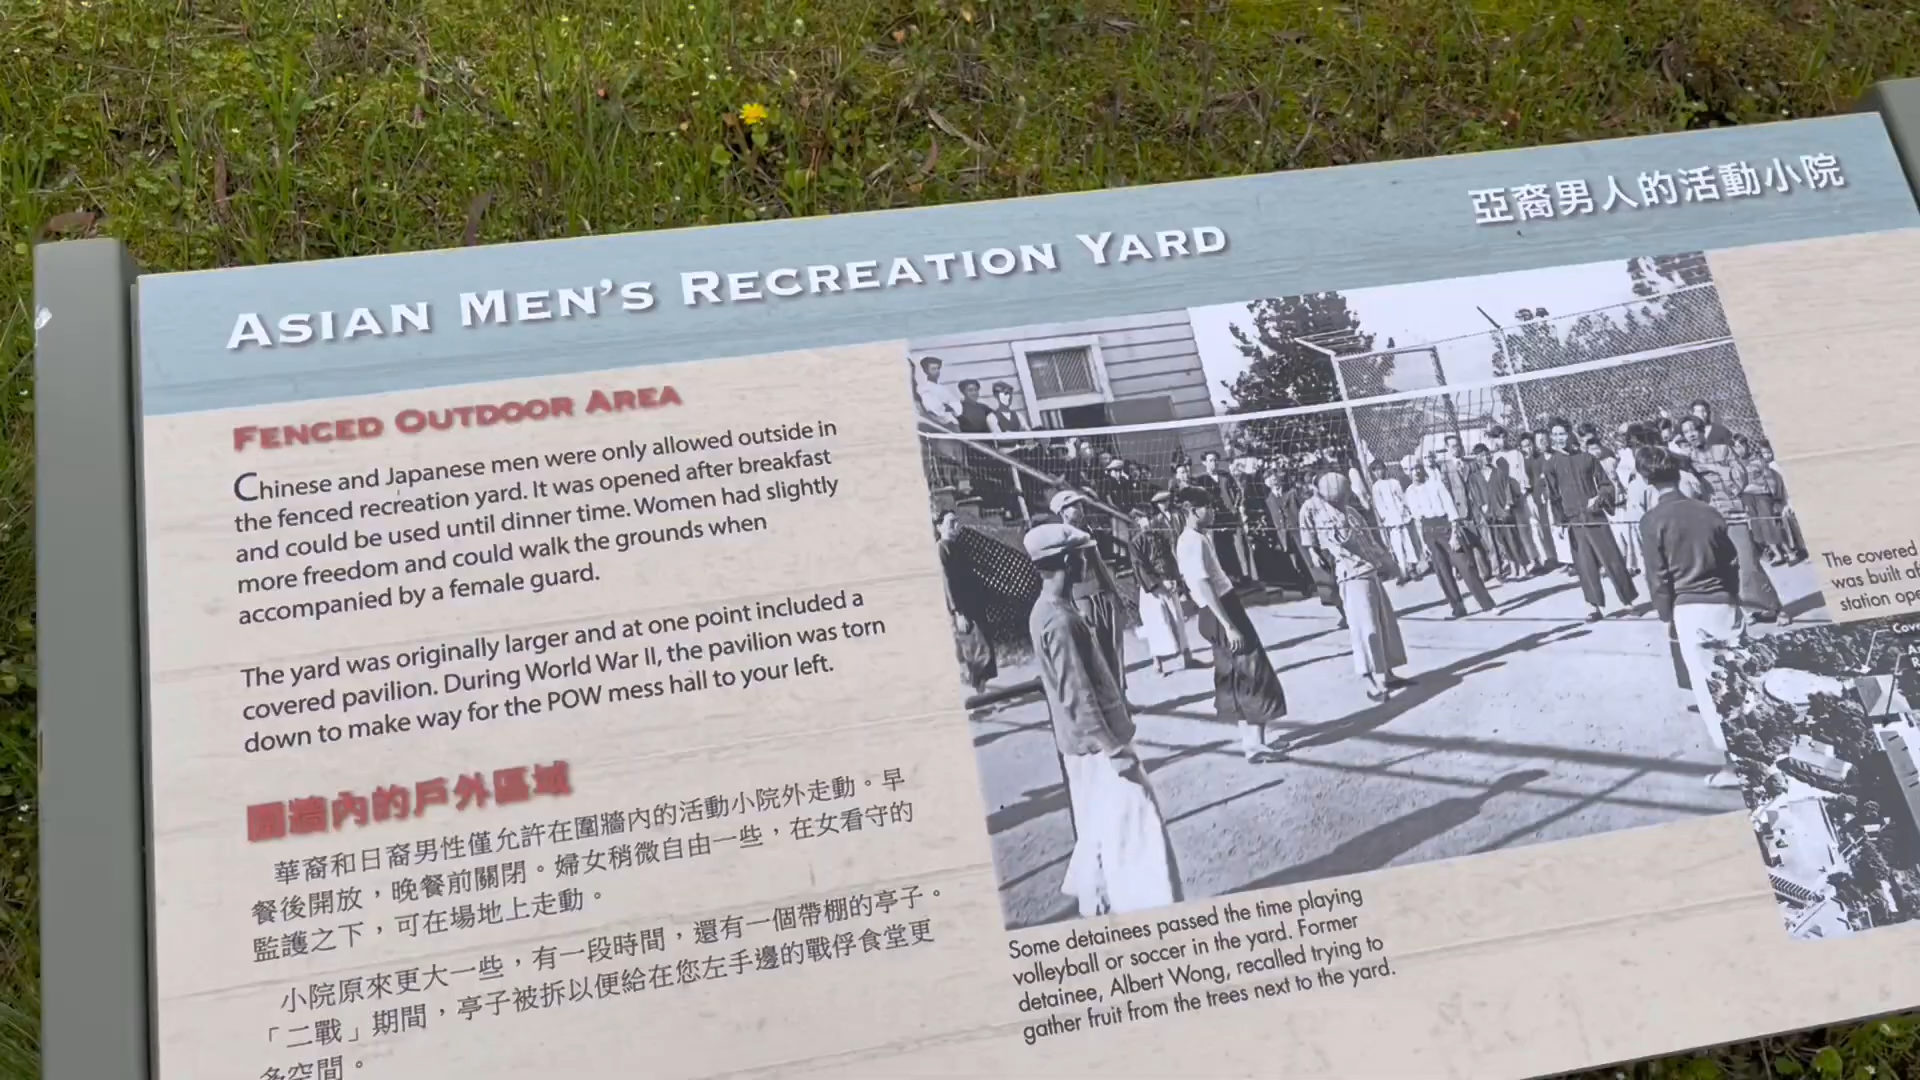 ASIAN MEN'S RECREATION YARD
亞裔男人的活動小院
FENCED OUTDOOR AREA
Chinese and Japanese men were only allowed outside in
the fenced recreation yard. It was opened after breakfast
and could be used until dinner time. Women had slightly
more freedom and could walk the grounds when
accompanied by a female guard.
The yard was originally larger and at one point included a
covered pavilion. During World War II, the pavilion was torn
down to make way for the POW mess hall to your left.
圍牆內的戶外區域
華裔和日裔男性僅允許在圍牆內的活動小院外走動。早
餐後開放，晚餐前關閉。婦女稍微自由一些，在女看守的
監護之下，可在場地上走動。
小院原來更大一些，有一段時間，還有一個帶棚的亭子。
「二戰」期間，亭子被拆以便給在您左手邊的戰俘食堂更
多空間。
Some detainees passed the time playing
volleyball or soccer in the yard. Former
detainee, Albert Wong, recalled trying to
gather fruit from the trees next to the yard.
The covered
was built
station